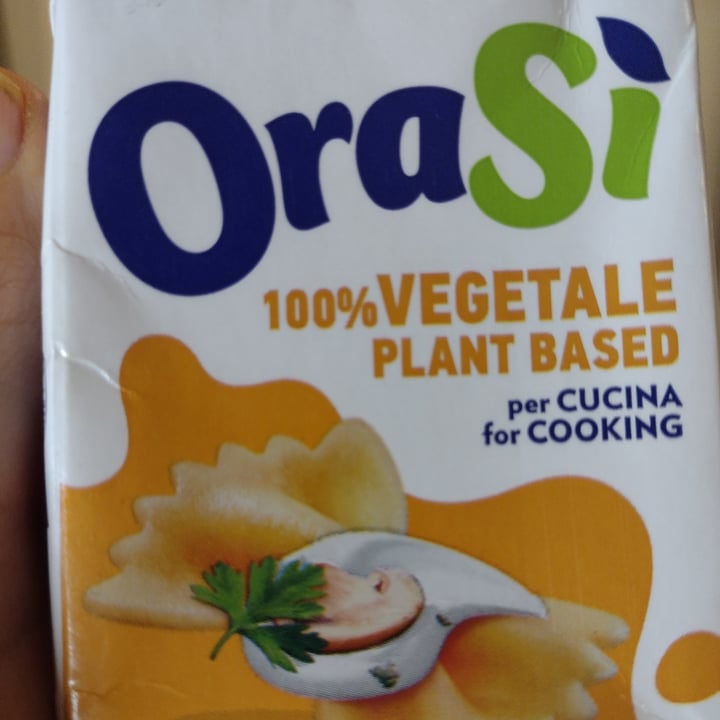 OraSì
100% VEGETALE
PLANT BASED
per CUCINA
for COOKING